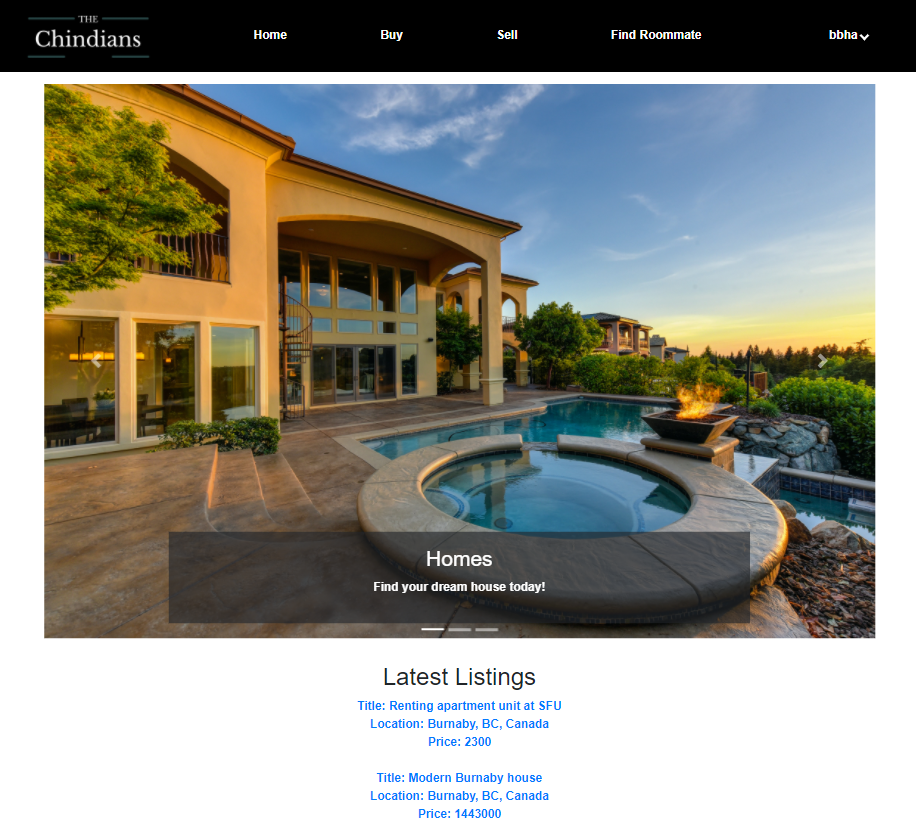 THE
Chindians
Home
Buy
Sell
Find Roommate
bbha
Homes
Find your dream house today!
Latest Listings
Title: Renting apartment unit at SFU
Location: Burnaby, BC, Canada
Price: 2300
Title: Modern Burnaby house
Location: Burnaby, BC, Canada
Price: 1443000